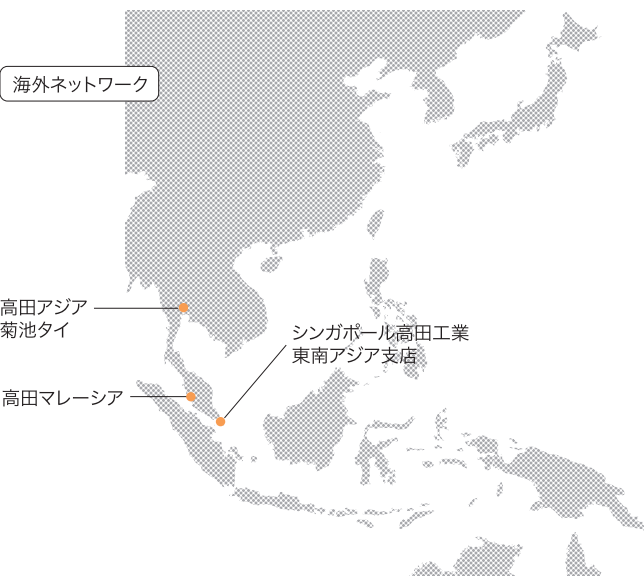 海外ネットワーク
高田アジア
菊池タイ
シンガポール高田工業
東南アジア支店
高田マレーシア